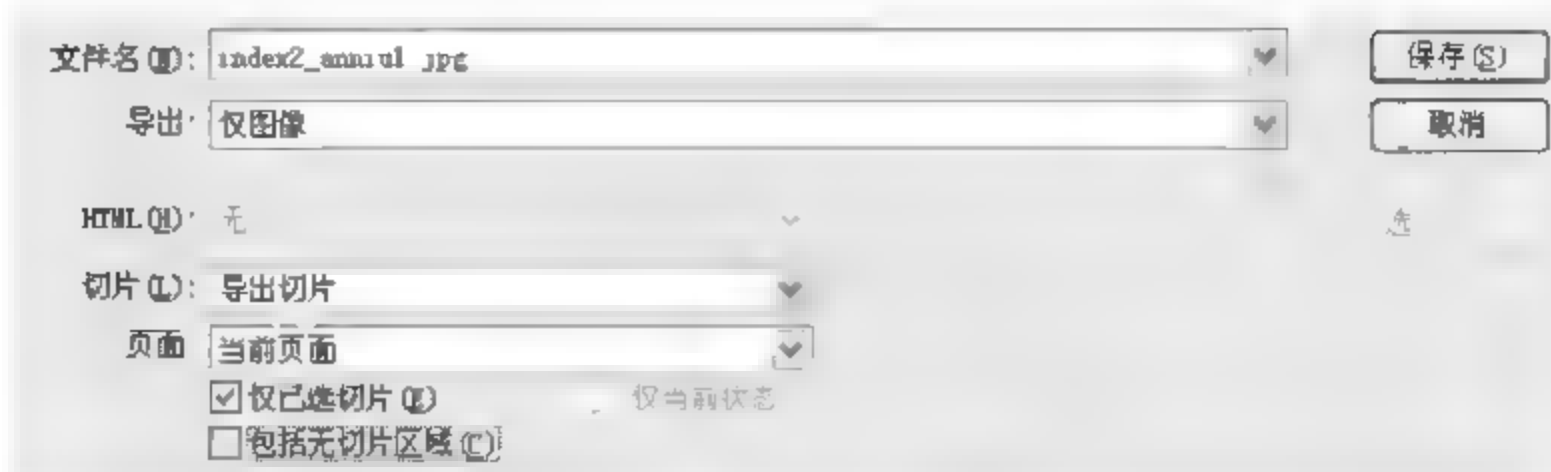 文件名(N): index2_anniu1.jpg 保存(S)
导出: 仅图像 取消
HTML(H): 无 选
切片(L): 导出切片
页面 当前页面
仅已选切片(E) 仅当前状态
包括无切片区域(C)